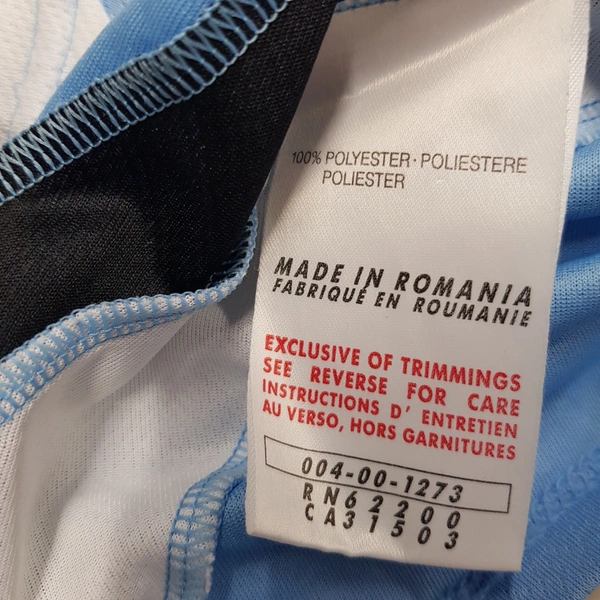 100% POLYESTER · POLIESTERE
POLIESTER
MADE IN ROMANIA
FABRIQUÉ EN ROUMANIE
EXCLUSIVE OF TRIMMINGS
SEE REVERSE FOR CARE
INSTRUCTIONS D' ENTRETIEN
AU VERSO, HORS GARNITURES
004-00-1273
RN62200
CA31503